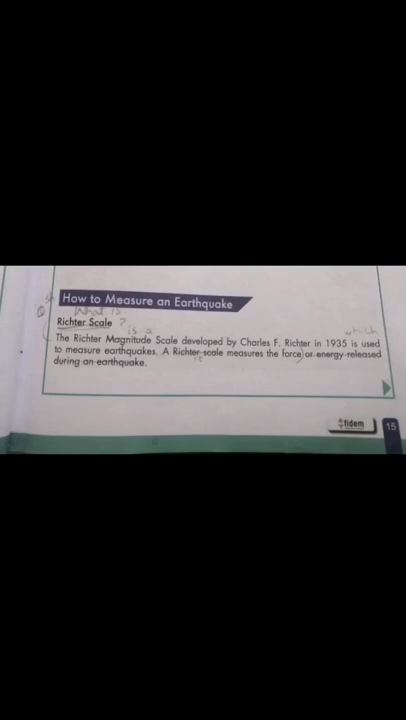 How to Measure an Earthquake
What is
Richter Scale ?
is a which
The Richter Magnitude Scale developed by Charles F. Richter in 1935 is used
to measure earthquakes. A Richter scale measures the force or energy released
during an earthquake.
fidem
15